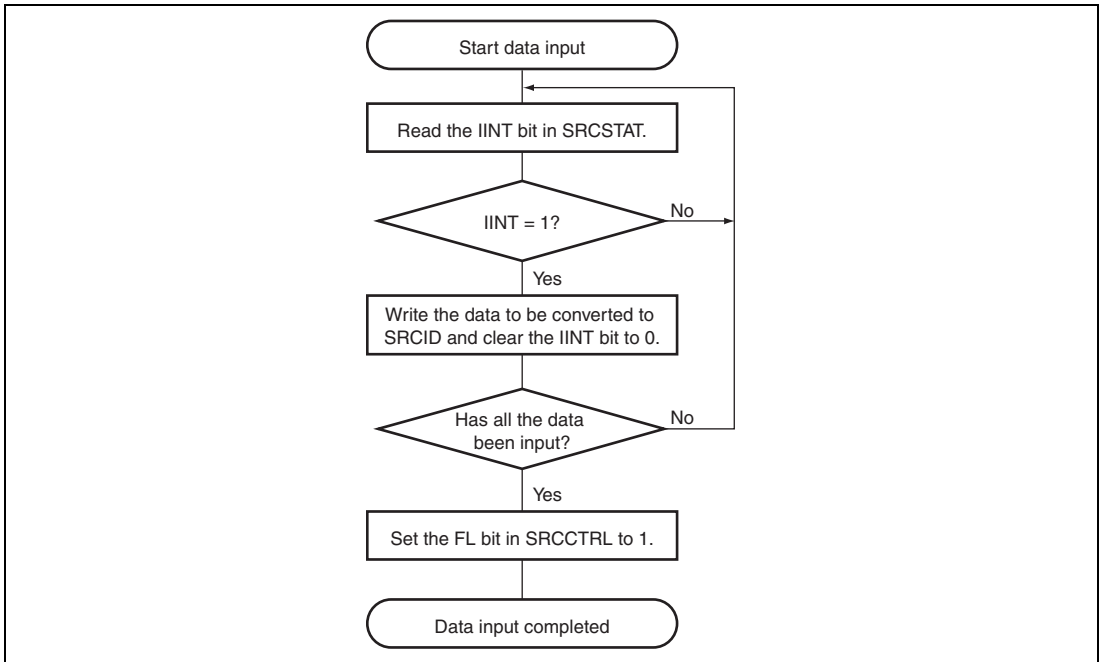 Start data input
Read the IINT bit in SRCSTAT.
IINT = 1?
No
Yes
Write the data to be converted to
SRCID and clear the IINT bit to 0.
Has all the data
been input?
No
Yes
Set the FL bit in SRCCTRL to 1.
Data input completed